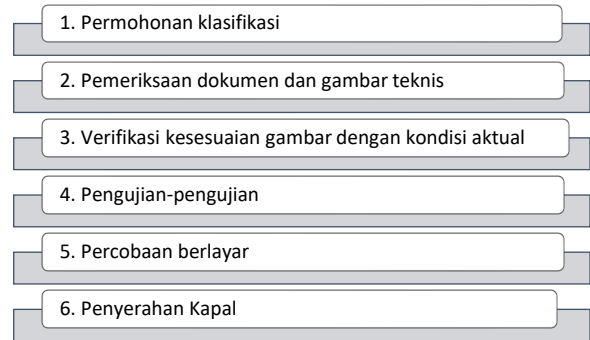 1. Permohonan klasifikasi
2. Pemeriksaan dokumen dan gambar teknis
3. Verifikasi kesesuaian gambar dengan kondisi aktual
4. Pengujian-pengujian
5. Percobaan berlayar
6. Penyerahan Kapal